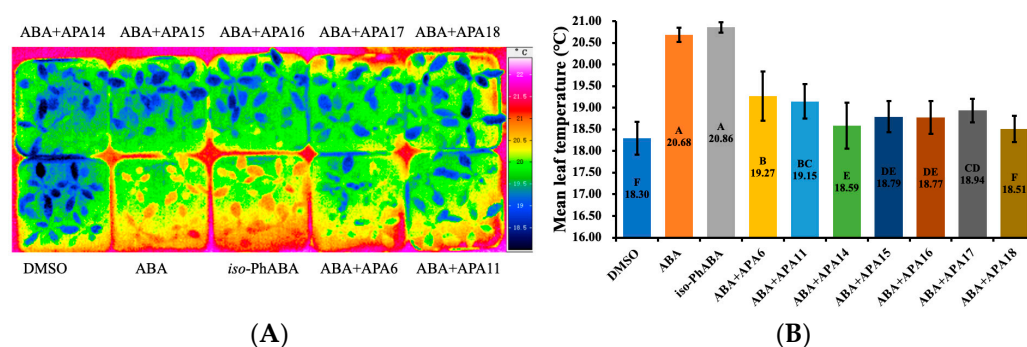 ABA+APA14 ABA+APA15 ABA+APA16 ABA+APA17 ABA+APA18
° C
22
21.5
21
20.5
20
19.5
19
18.5
DMSO ABA iso-PhABA ABA+APA6 ABA+APA11
(A)
Mean leaf temperature (°C)
21.00
20.50
20.00
19.50
19.00
18.50
18.00
17.50
17.00
16.50
16.00
F
18.30
A
20.68
A
20.86
B
19.27
BC
19.15
E
18.59
DE
18.79
DE
18.77
CD
18.94
F
18.51
DMSO
ABA
iso-PhABA
ABA+APA6
ABA+APA11
ABA+APA14
ABA+APA15
ABA+APA16
ABA+APA17
ABA+APA18
(B)